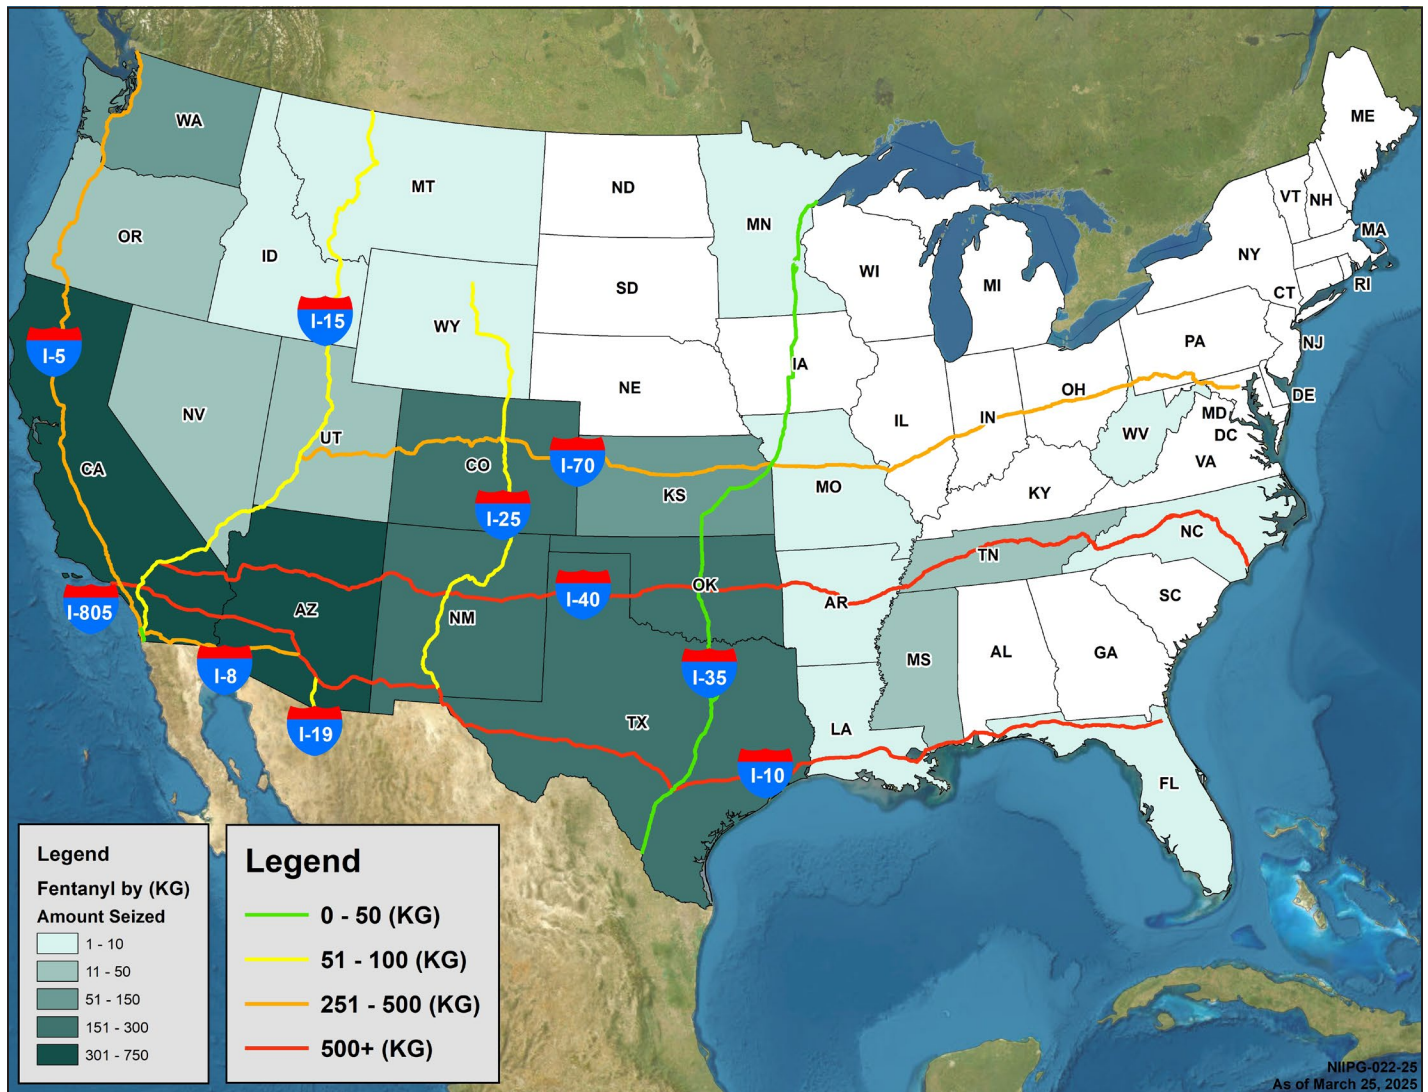 WA
ME
MT
ND
VT
NH
MN
OR
MA
ID
WI
NY
MI
SD
RI
CT
I-15
WY
PA
NJ
I-5
IA
NE
OH
DE
NV
IL
IN
MD
WV
UT
DC
CA
CO
I-70
VA
KS
MO
KY
I-25
NC
TN
OK
I-40
SC
AR
AZ
I-805
NM
GA
AL
MS
I-8
I-35
TX
LA
I-19
I-10
FL
Legend
Fentanyl by (KG)
Amount Seized
1 - 10
11 - 50
51 - 150
151 - 300
301 - 750
Legend
0 - 50 (KG)
51 - 100 (KG)
251 - 500 (KG)
500+ (KG)
NIIPG-022-25
As of March 25, 2025